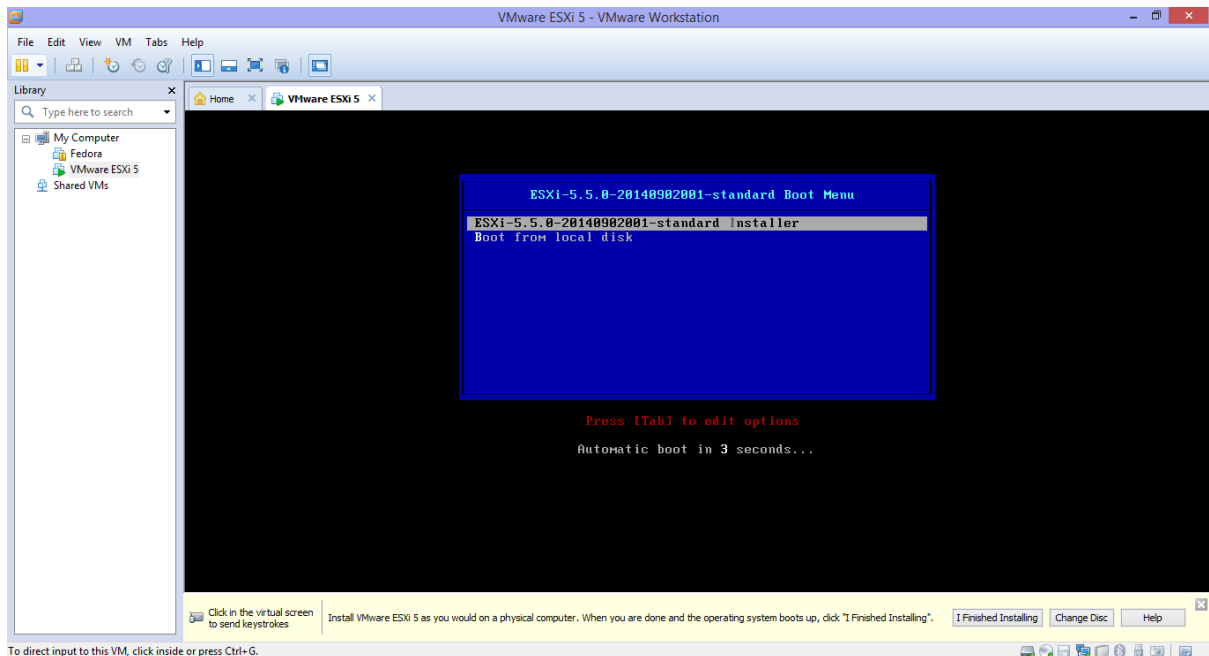 VMware ESXi 5 - VMware Workstation
File Edit View VM Tabs Help
Library
Type here to search
My Computer
Fedora
VMware ESXi 5
Shared VMs
Home
VMware ESXi 5
ESXi-5.5.0-20140902001-standard Boot Menu
ESXi-5.5.0-20140902001-standard Installer
Boot from local disk
Press [Tab] to edit options
Automatic boot in 3 seconds...
Click in the virtual screen
to send keystrokes
Install VMware ESXi 5 as you would on a physical computer. When you are done and the operating system boots up, click "I Finished Installing".
I Finished Installing
Change Disc
Help
To direct input to this VM, click inside or press Ctrl+G.